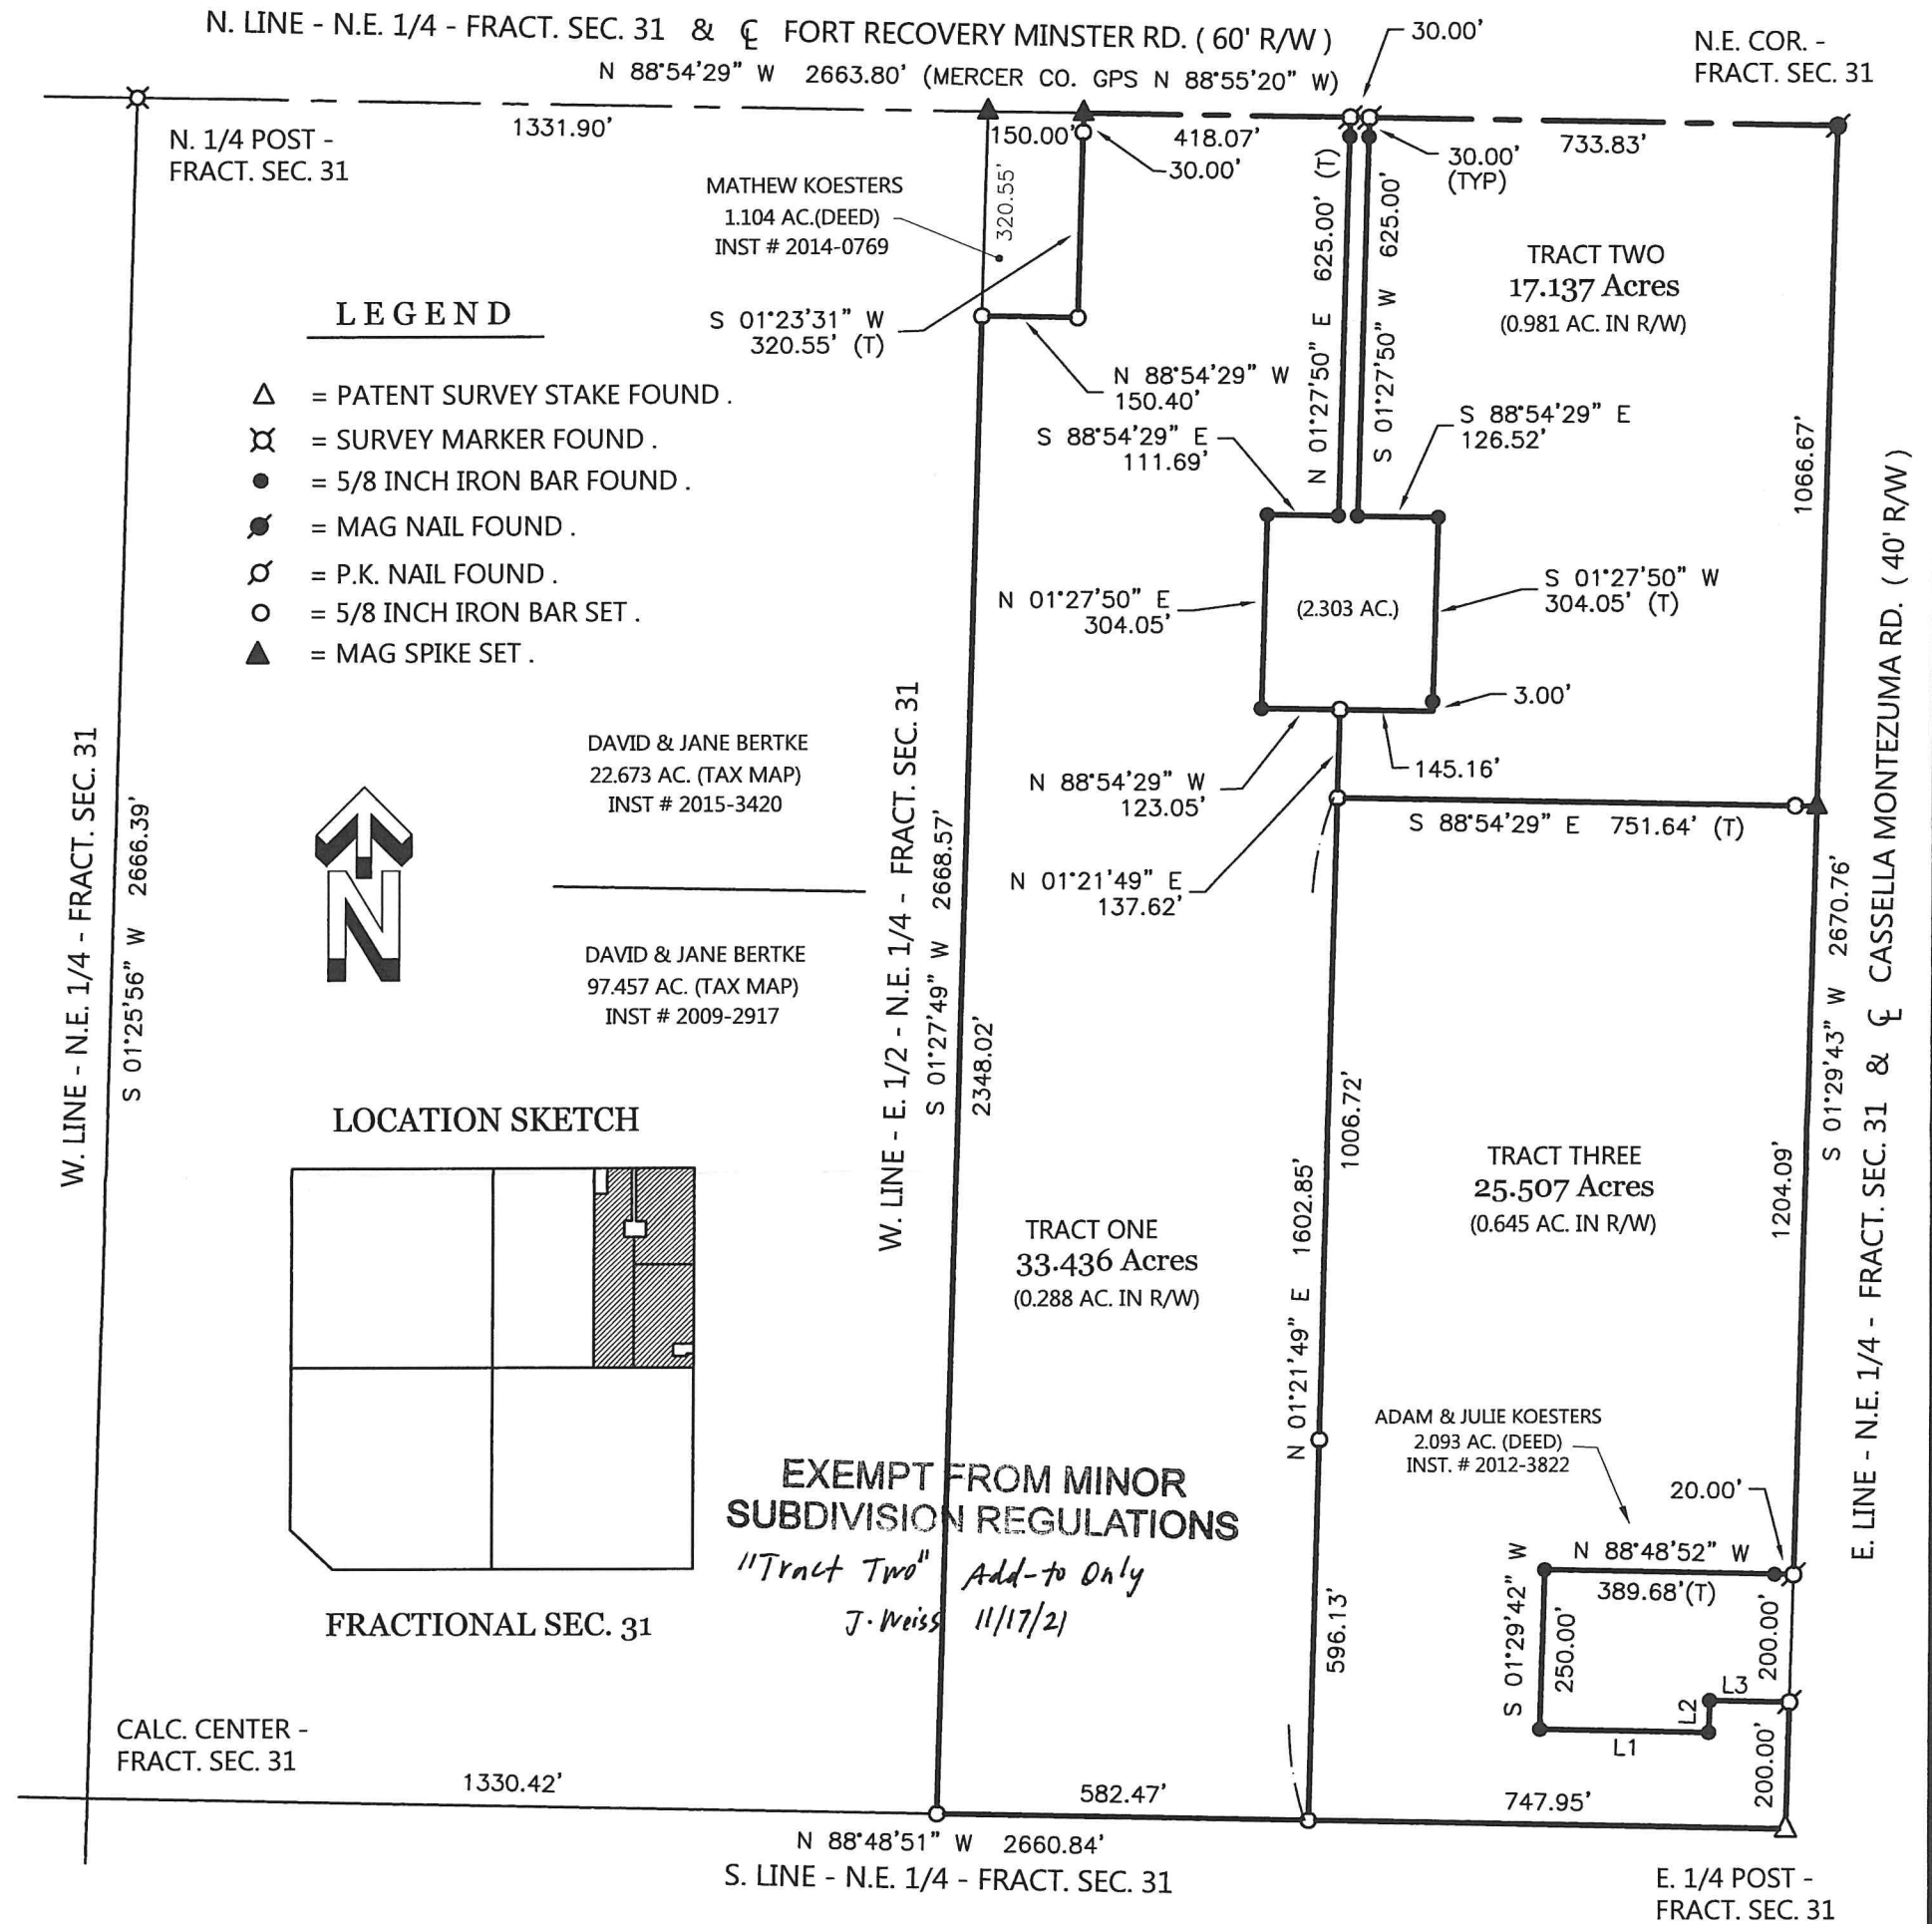 N. LINE - N.E. 1/4 - FRACT. SEC. 31 & ℄ FORT RECOVERY MINSTER RD. ( 60' R/W )
N 88°54'29" W 2663.80' (MERCER CO. GPS N 88°55'20" W)
30.00'
N.E. COR. -
FRACT. SEC. 31
N. 1/4 POST -
FRACT. SEC. 31
1331.90'
150.00'
418.07'
30.00'
30.00'
(TYP)
733.83'
MATHEW KOESTERS
1.104 AC.(DEED)
INST # 2014-0769
320.55'
S 01°23'31" W
320.55' (T)
N 88°54'29" W
150.40'
N 01°27'50" E 625.00' (T)
S 01°27'50" W 625.00'
TRACT TWO
17.137 Acres
(0.981 AC. IN R/W)
LEGEND
△ = PATENT SURVEY STAKE FOUND .
= SURVEY MARKER FOUND .
● = 5/8 INCH IRON BAR FOUND .
= MAG NAIL FOUND .
= P.K. NAIL FOUND .
○ = 5/8 INCH IRON BAR SET .
▲ = MAG SPIKE SET .
S 88°54'29" E
111.69'
S 88°54'29" E
126.52'
1066.67'
N 01°27'50" E
304.05'
(2.303 AC.)
S 01°27'50" W
304.05' (T)
3.00'
145.16'
N 88°54'29" W
123.05'
S 88°54'29" E 751.64' (T)
N 01°21'49" E
137.62'
W. LINE - N.E. 1/4 - FRACT. SEC. 31
S 01°25'56" W 2666.39'
DAVID & JANE BERTKE
22.673 AC. (TAX MAP)
INST # 2015-3420
N
DAVID & JANE BERTKE
97.457 AC. (TAX MAP)
INST # 2009-2917
W. LINE - E. 1/2 - N.E. 1/4 - FRACT. SEC. 31
S 01°27'49" W 2668.57'
2348.02'
E. LINE - N.E. 1/4 - FRACT. SEC. 31 & ℄ CASSELLA MONTEZUMA RD. ( 40' R/W )
S 01°29'43" W 2670.76'
1204.09'
LOCATION SKETCH
FRACTIONAL SEC. 31
TRACT ONE
33.436 Acres
(0.288 AC. IN R/W)
N 01°21'49" E 1602.85'
1006.72'
596.13'
TRACT THREE
25.507 Acres
(0.645 AC. IN R/W)
EXEMPT FROM MINOR
SUBDIVISION REGULATIONS
"Tract Two" Add-to Only
J. Weiss 11/17/21
ADAM & JULIE KOESTERS
2.093 AC. (DEED)
INST. # 2012-3822
20.00'
N 88°48'52" W
389.68'(T)
S 01°29'42" W
250.00'
200.00'
L3
L2
L1
200.00'
CALC. CENTER -
FRACT. SEC. 31
1330.42'
582.47'
747.95'
N 88°48'51" W 2660.84'
S. LINE - N.E. 1/4 - FRACT. SEC. 31
E. 1/4 POST -
FRACT. SEC. 31